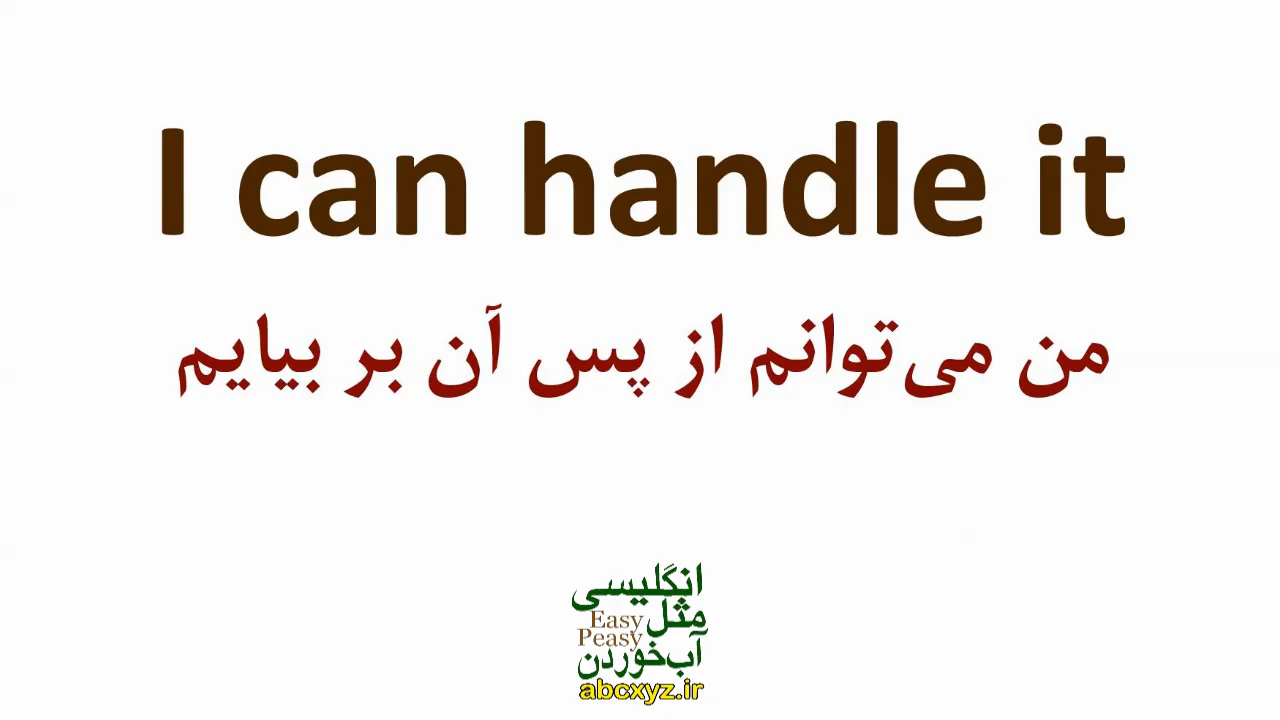 I can handle it
من می‌توانم از پس آن بر بیایم
انگلیسی
مثل Easy
Peasy
آب‌خوردن
abcxyz.ir